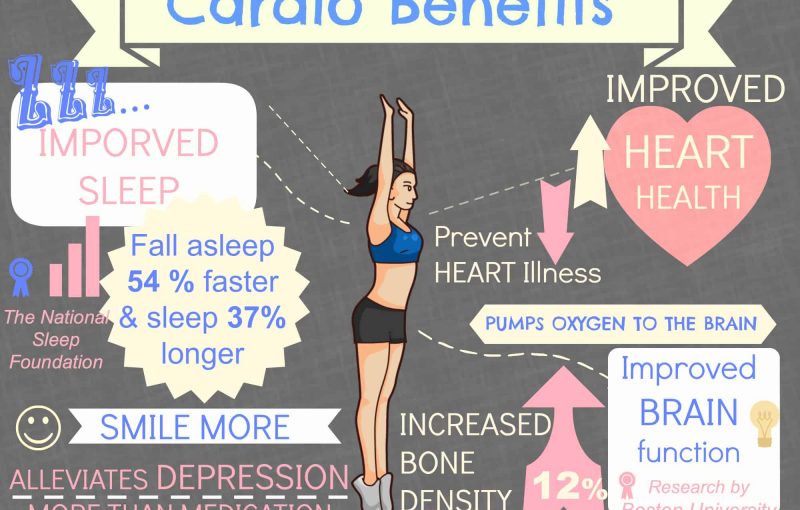 Cardio Benefits
ZZZ...
IMPORVED
SLEEP
Fall asleep
54 % faster
& sleep 37%
longer
The National
Sleep
Foundation
SMILE MORE
ALLEVIATES DEPRESSION
MORE THAN MEDICATION
IMPROVED
HEART
HEALTH
Prevent
HEART Illness
PUMPS OXYGEN TO THE BRAIN
Improved
BRAIN
function
Research by
Boston University
INCREASED
BONE
DENSITY
12%